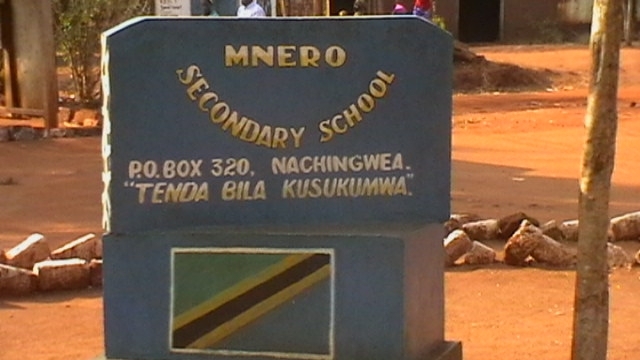 MNERO
SECONDARY SCHOOL
P.O. BOX 320, NACHINGWEA.
"TENDA BILA KUSUKUMWA."